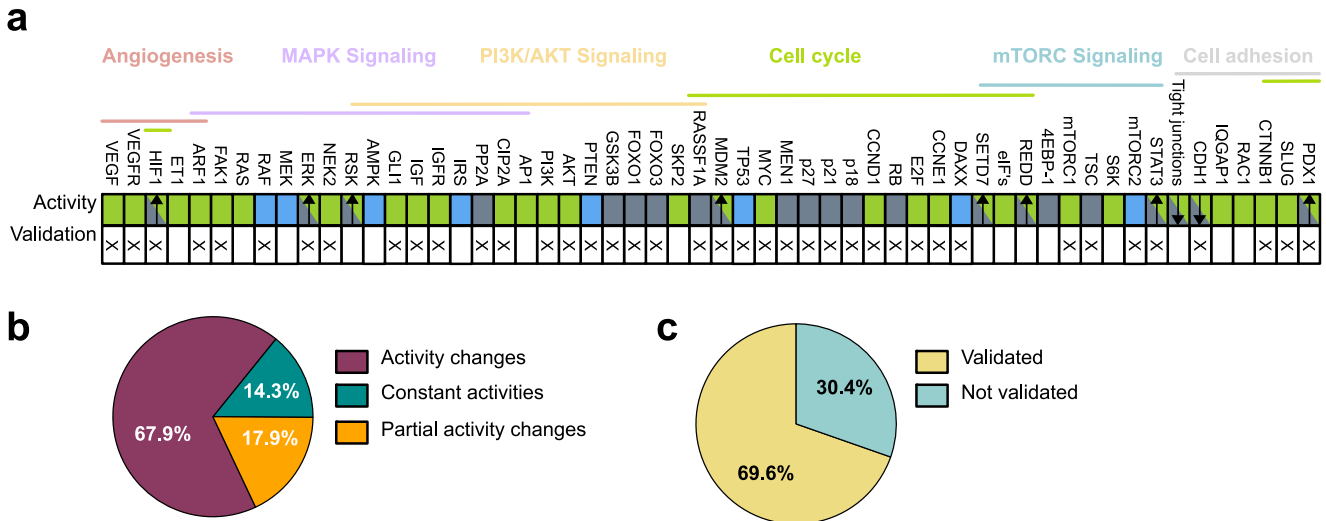 a
Angiogenesis
MAPK Signaling
PI3K/AKT Signaling
Cell cycle
mTORC Signaling
Cell adhesion
VEGF
VEGFR
HIF1
ET1
ARF1
FAK1
RAS
RAF
MEK
ERK
NEK2
RSK
AMPK
GLI1
IGF
IGFR
IRS
PP2A
CIP2A
AP1
PI3K
AKT
PTEN
GSK3B
FOXO1
FOXO3
SKP2
RASSF1A
MDM2
TP53
MYC
MEN1
p27
p21
p18
CCND1
RB
E2F
CCNE1
DAXX
SETD7
eIF's
REDD
4EBP-1
mTORC1
TSC
S6K
mTORC2
STAT3
Tight junctions
CDH1
IQGAP1
RAC1
CTNNB1
SLUG
PDX1
Activity
Validation X X X X X X X X X X X X X X X X X X X X X X X X X X X X X X X X X X X X X X X X
b
67.9%
14.3%
17.9%
Activity changes
Constant activities
Partial activity changes
c
30.4%
69.6%
Validated
Not validated